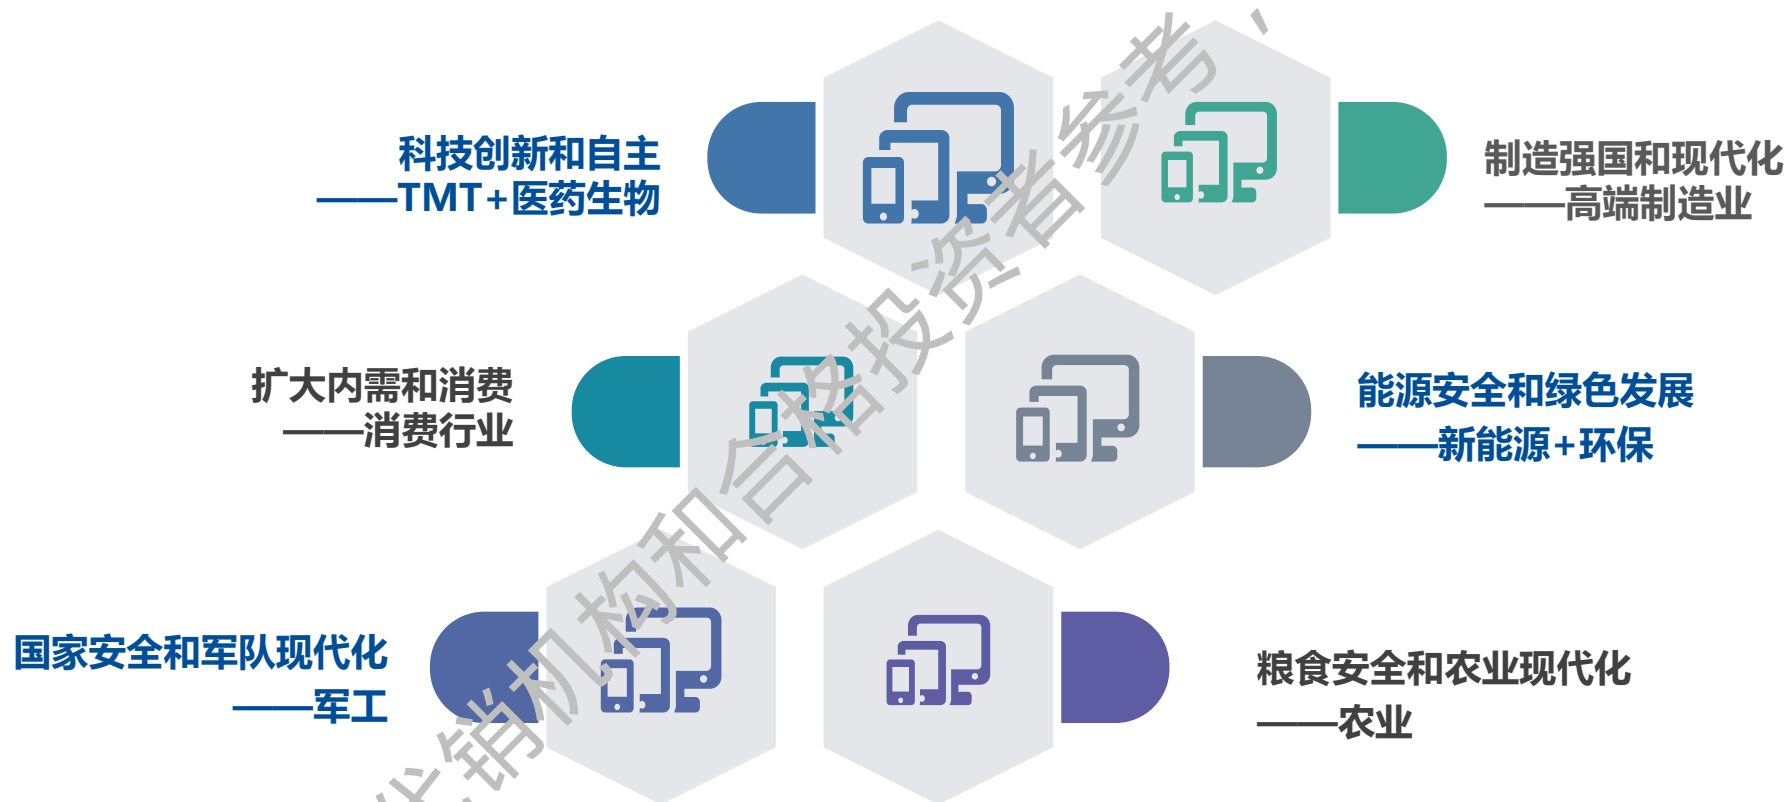 科技创新和自主
——TMT+医药生物
制造强国和现代化
——高端制造业
扩大内需和消费
——消费行业
能源安全和绿色发展
——新能源+环保
国家安全和军队现代化
——军工
粮食安全和农业现代化
——农业
代销机构和合格投资者参考,